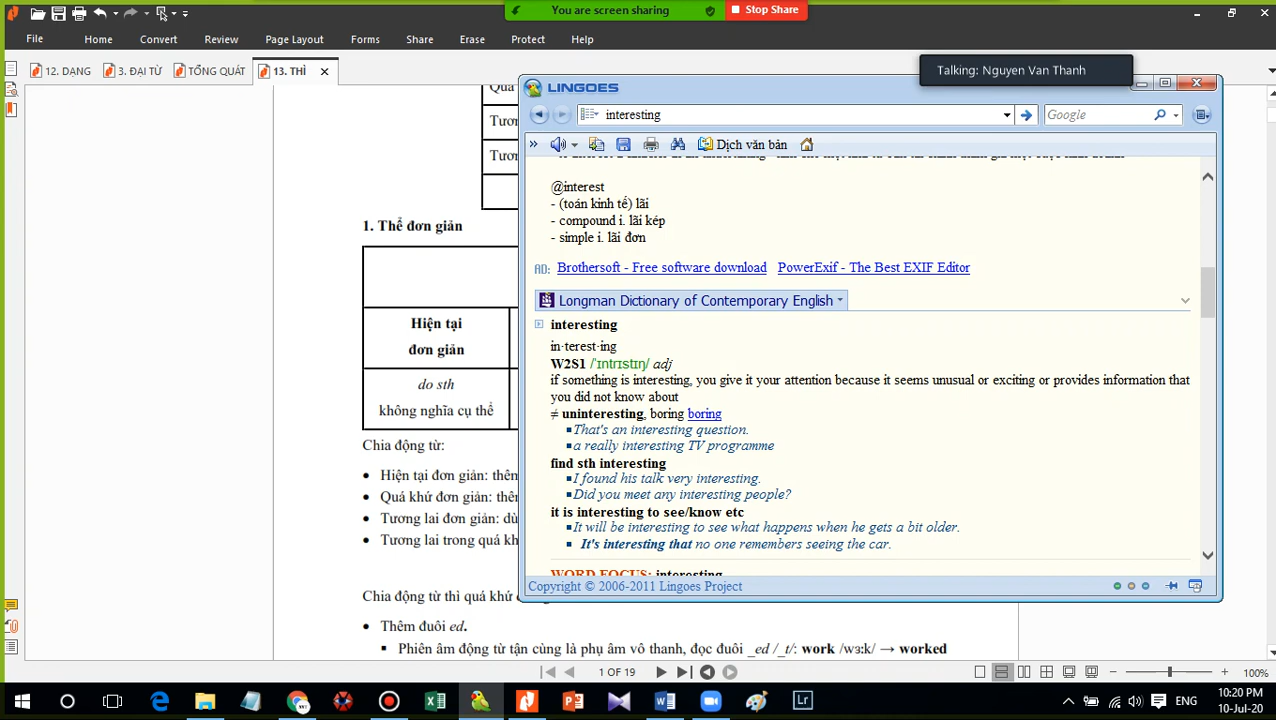 You are screen sharing
Stop Share
File Home Convert Review Page Layout Forms Share Erase Protect Help
12. DẠNG 3. ĐẠI TỪ TỔNG QUÁT 13. THÌ
Talking: Nguyen Van Thanh
LINGOES
interesting
Google
Dịch văn bản
Quá
Tươn
Tươn
1. Thể đơn giản
Hiện tại
đơn giản
do sth
không nghĩa cụ thể
Chia động từ:
Hiện tại đơn giản: thêm
Quá khứ đơn giản: thêm
Tương lai đơn giản: dù
Tương lai trong quá kh
Chia động từ thì quá khứ
Thêm đuôi ed.
Phiên âm động từ tận cùng là phụ âm vô thanh, đọc đuôi _ed /_t/: work /wɜ:k/ → worked
@interest
- (toán kinh tế) lãi
- compound i. lãi kép
- simple i. lãi đơn
AD: Brothersoft - Free software download PowerExif - The Best EXIF Editor
Longman Dictionary of Contemporary English
interesting
in·terest·ing
W2S1 /ˈɪntrɪstɪŋ/ adj
if something is interesting, you give it your attention because it seems unusual or exciting or provides information that
you did not know about
≠ uninteresting, boring boring
That's an interesting question.
a really interesting TV programme
find sth interesting
I found his talk very interesting.
Did you meet any interesting people?
it is interesting to see/know etc
It will be interesting to see what happens when he gets a bit older.
It's interesting that no one remembers seeing the car.
WORD FOCUS: interesting
Copyright © 2006-2011 Lingoes Project
1 OF 19
100%
ENG
10:20 PM
10-Jul-20